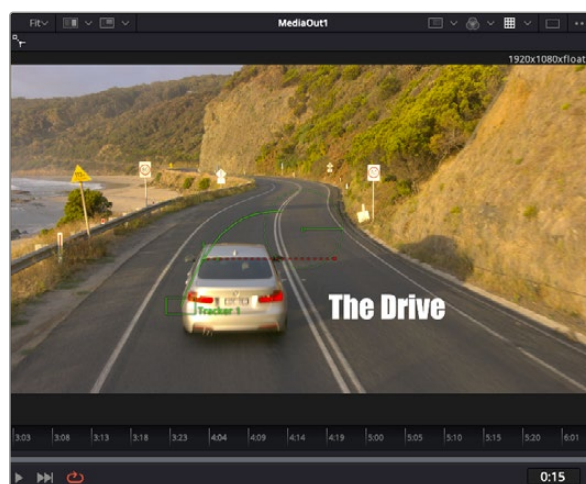 Fit MediaOut1
1920x1080xfloat
Tracker 1
The Drive
3:03 3:08 3:13 3:18 3:23 4:04 4:09 4:14 4:19 5:00 5:05 5:10 5:15 5:20 6:01
0:15